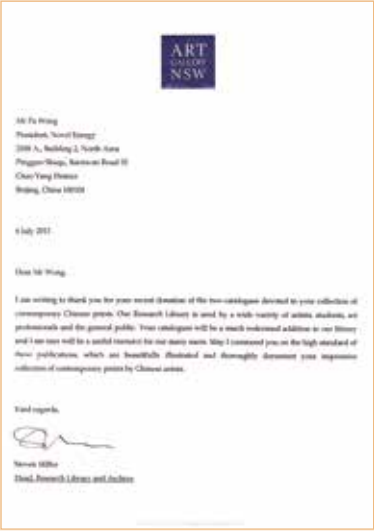 ART
GALLERY
NSW
Mr Fu Wang
President, Novel Energy
2108 A, Building 2, North Area
Road
Chao Yang District
Beijing, China 100101
6 July 2015
Dear Mr Wang,
I am writing to thank you for your recent donation of the two catalogues devoted to your collection of
contemporary Chinese prints. Our Research Library is used by a wide variety of artists, students, art
professionals and the general public. Your catalogues will be a much welcomed addition to our library
and I am sure will be a useful resource for our many users. May I commend you on the high standard of
these publications, which are beautifully illustrated and thoroughly document your impressive
collection of contemporary prints by Chinese artists.
Kind regards,
Steven Miller
Head, Research Library and Archive